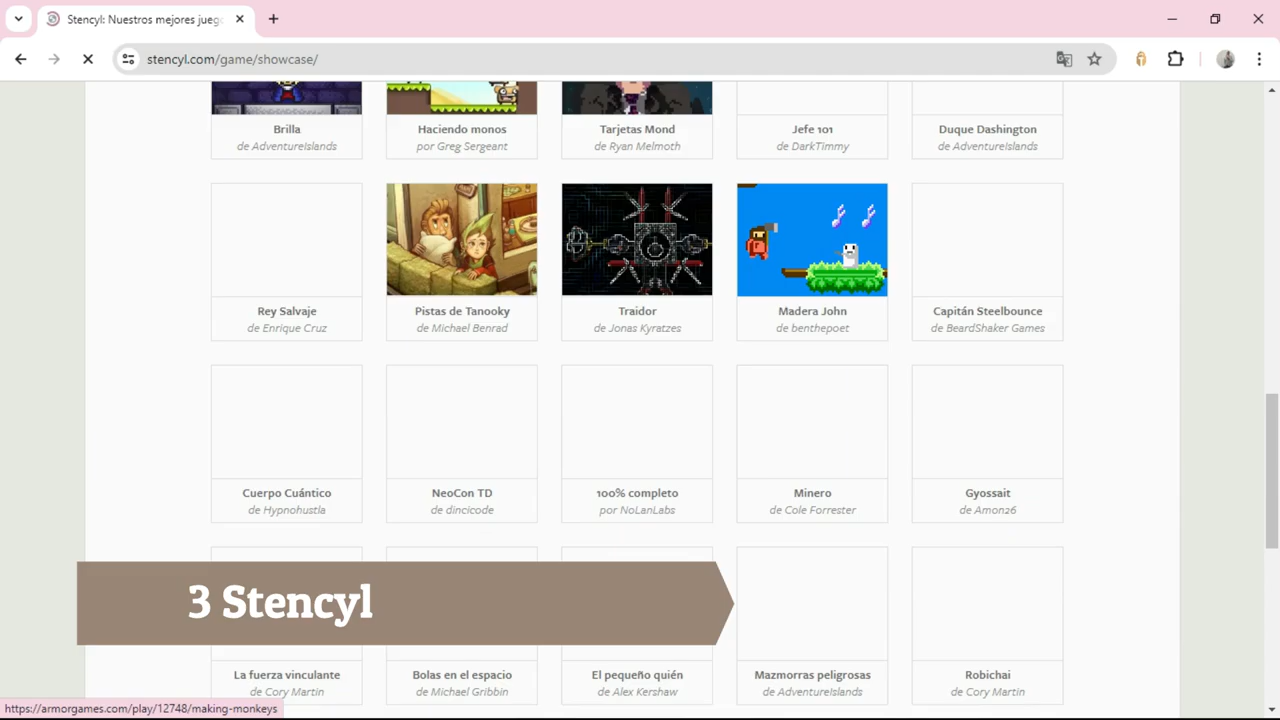 Stencyl: Nuestros mejores jueg
stencyl.com/game/showcase/
Brilla
de AdventureIslands
Haciendo monos
por Greg Sergeant
Tarjetas Mond
de Ryan Melmoth
Jefe 101
de DarkTimmy
Duque Dashington
de AdventureIslands
Rey Salvaje
de Enrique Cruz
Pistas de Tanooky
de Michael Benrad
Traidor
de Jonas Kyratzes
Madera John
de benthepoet
Capitán Steelbounce
de BeardShaker Games
Cuerpo Cuántico
de Hypnohustla
NeoCon TD
de dincicode
100% completo
por NoLanLabs
Minero
de Cole Forrester
Gyossait
de Amon26
3 Stencyl
La fuerza vinculante
de Cory Martin
Bolas en el espacio
de Michael Gribbin
El pequeño quién
de Alex Kershaw
Mazmorras peligrosas
de AdventureIslands
Robichai
de Cory Martin
https://armorgames.com/play/12748/making-monkeys